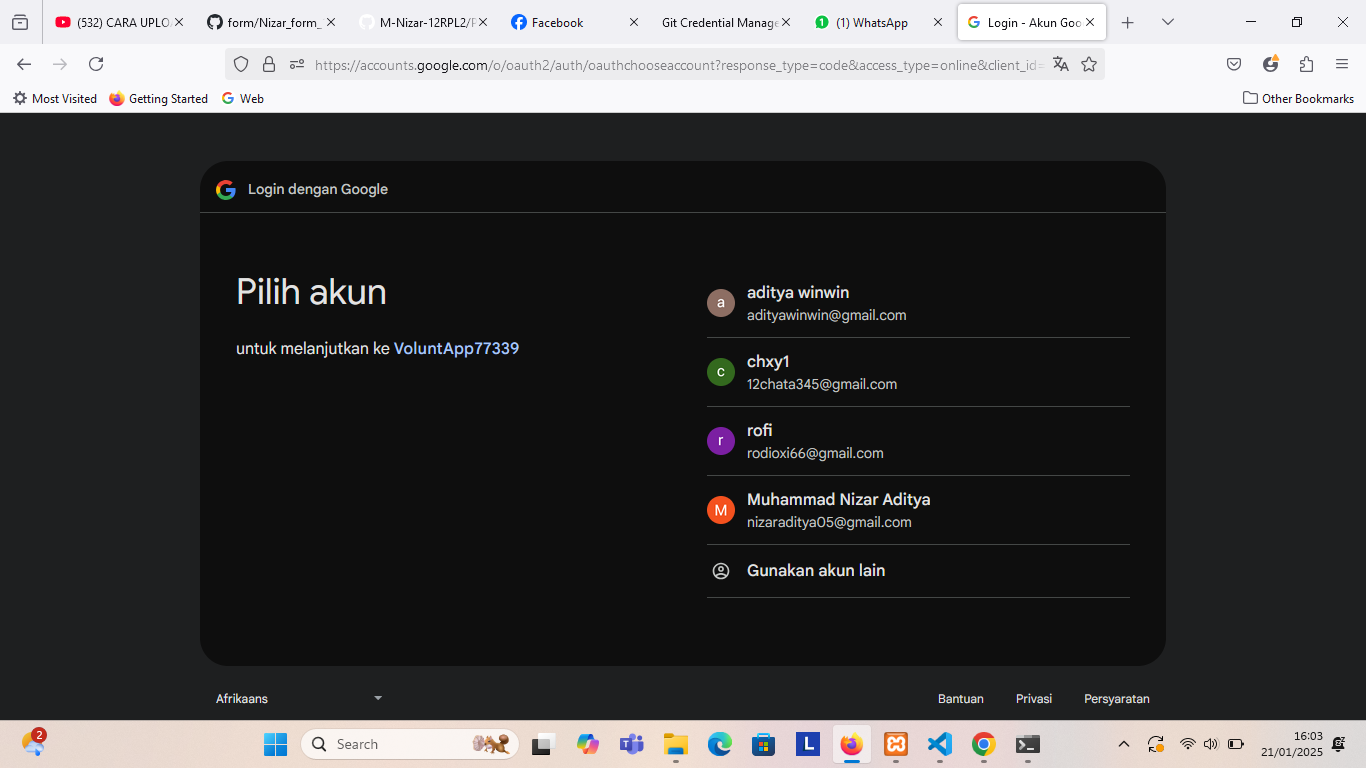 (532) CARA UPLO
form/Nizar_form_
M-Nizar-12RPL2/
Facebook
Git Credential Manage
(1) WhatsApp
Login - Akun Goo
https://accounts.google.com/o/oauth2/auth/oauthchooseaccount?response_type=code&access_type=online&client_id=
Most Visited
Getting Started
Web
Other Bookmarks
Login dengan Google
Pilih akun
untuk melanjutkan ke VoluntApp77339
a
aditya winwin
adityawinwin@gmail.com
c
chxy1
12chata345@gmail.com
r
rofi
rodioxi66@gmail.com
M
Muhammad Nizar Aditya
nizaraditya05@gmail.com
Gunakan akun lain
Afrikaans
Bantuan
Privasi
Persyaratan
2
Search
L
16:03
21/01/2025